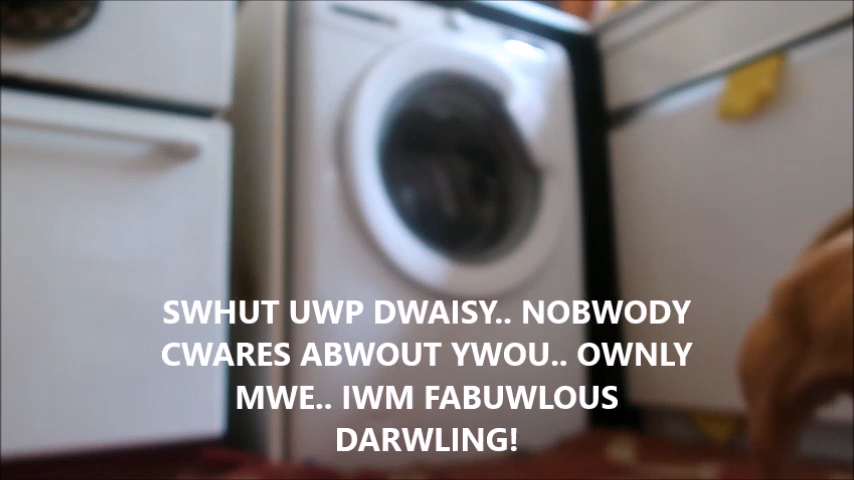 SWHUT UWP DWAISY.. NOBWODY
CWARES ABWOUT YWOU.. OWNLY
MWE.. IWM FABUWLOUS
DARWLING!